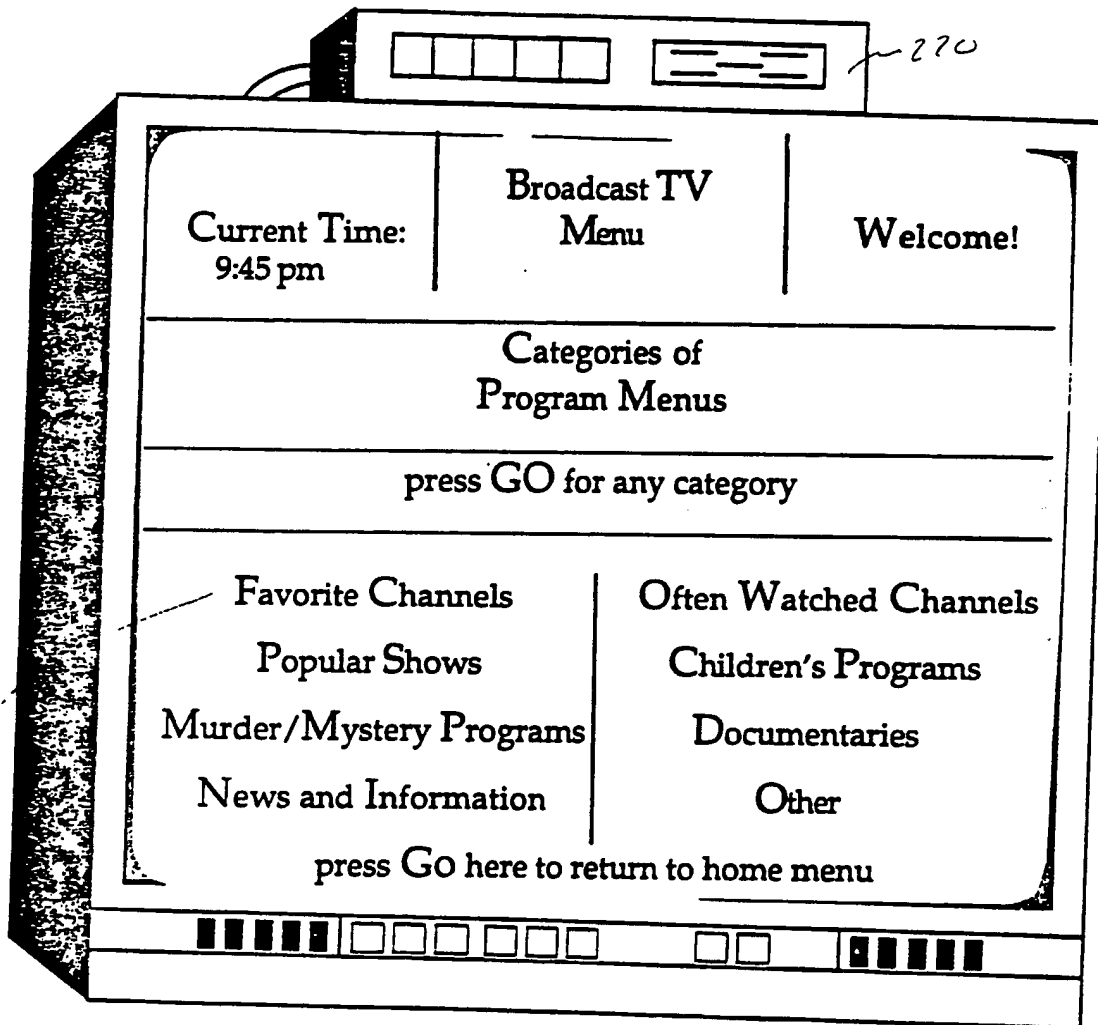 220
Broadcast TV
Menu
Current Time:
9:45 pm
Welcome!
Categories of
Program Menus
press GO for any category
Favorite Channels
Often Watched Channels
Popular Shows
Children's Programs
Murder/Mystery Programs
Documentaries
News and Information
Other
press GO here to return to home menu